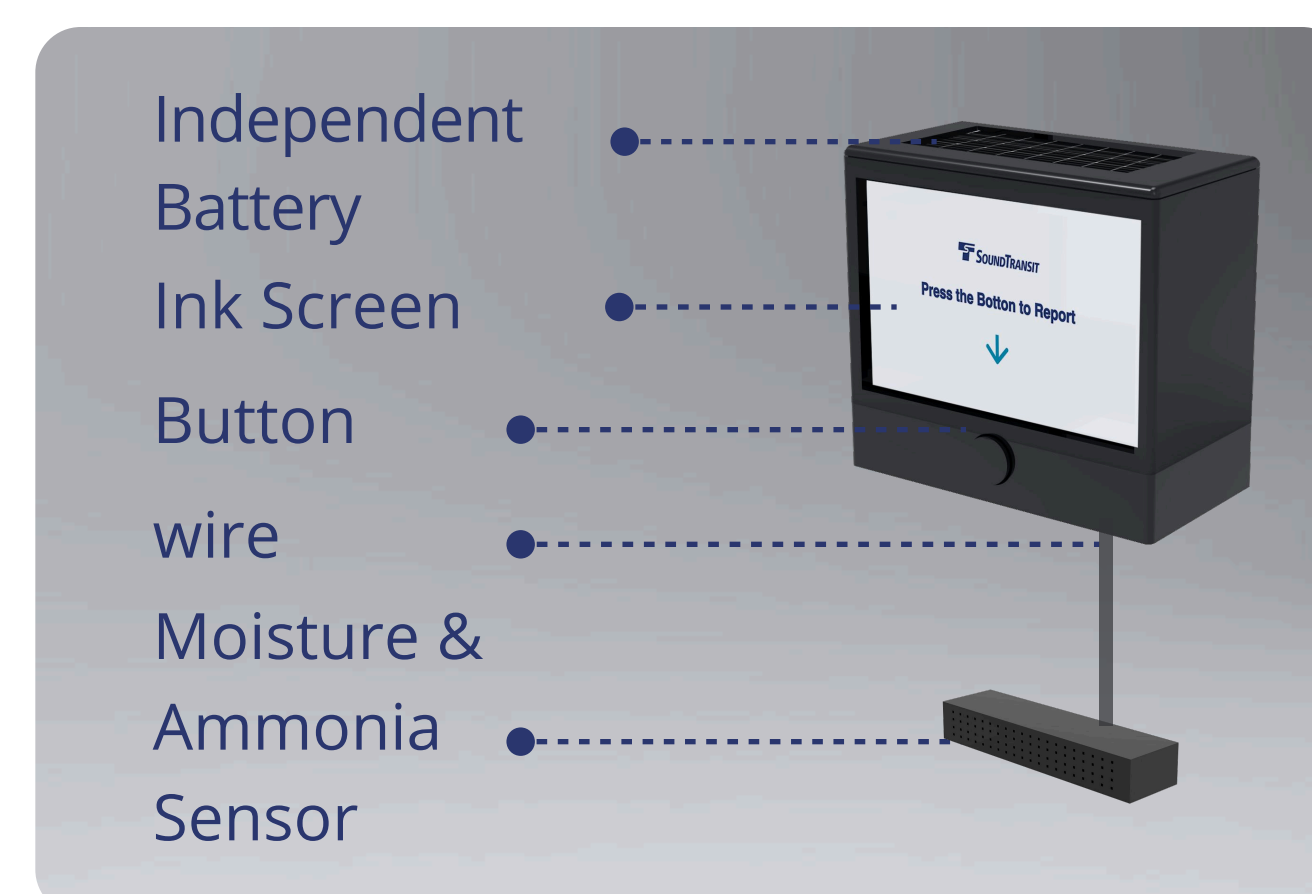 Independent
Battery
Ink Screen
Button
wire
Moisture &
Ammonia
Sensor
SOUNDTRANSIT
Press the Botton to Report